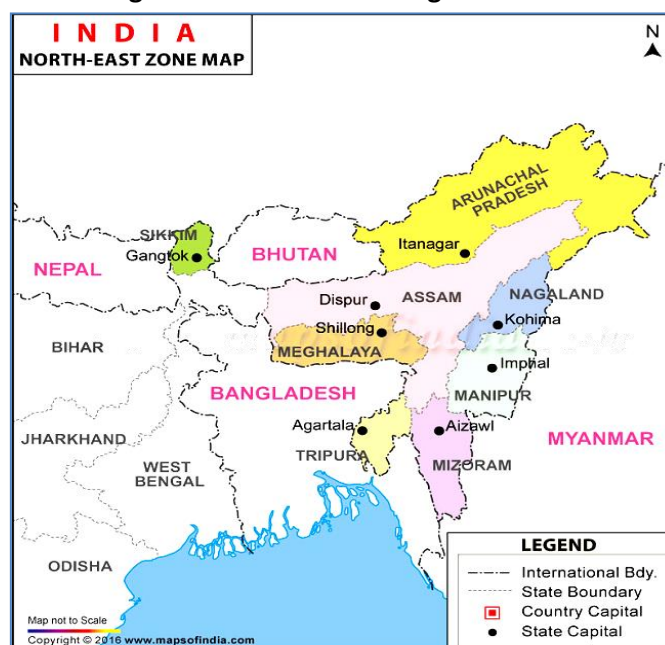 I N D I A
NORTH-EAST ZONE MAP
N
ARUNACHAL
PRADESH
SIKKIM
Gangtok
Itanagar
NEPAL
BHUTAN
Dispur
ASSAM
NAGALAND
Shillong
Kohima
BIHAR
MEGHALAYA
Imphal
BANGLADESH
MANIPUR
Agartala
Aizawl
JHARKHAND
TRIPURA
MYANMAR
WEST
BENGAL
MIZORAM
ODISHA
LEGEND
International Bdy.
State Boundary
Country Capital
State Capital
Map not to Scale
Copyright © 2016 www.mapsofindia.com